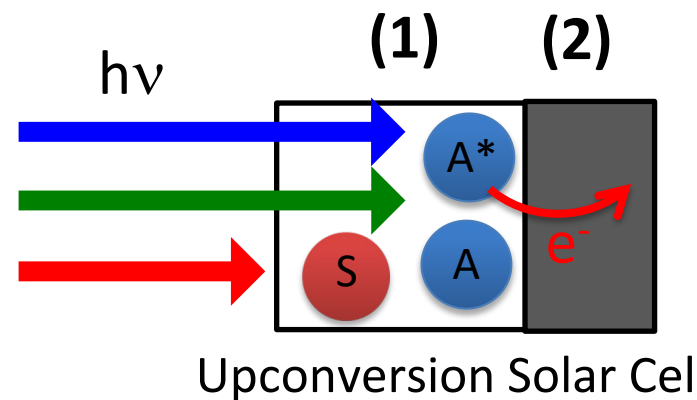 (1) (2)
hν
A*
S A
e-
Upconversion Solar Cel